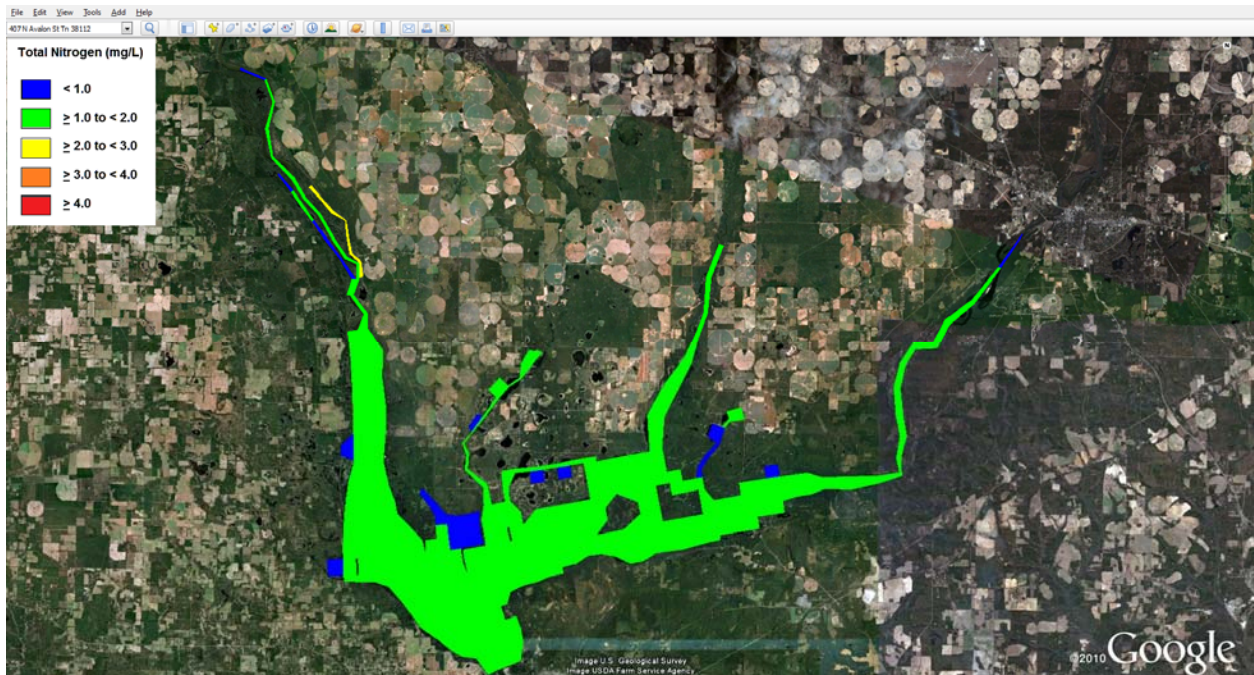 File Edit View Tools Add Help
407 N Avalon St Tn 38112
Total Nitrogen (mg/L)
< 1.0
≥ 1.0 to < 2.0
≥ 2.0 to < 3.0
≥ 3.0 to < 4.0
≥ 4.0
N
Image U.S. Geological Survey
Image USDA Farm Service Agency
©2010 Google